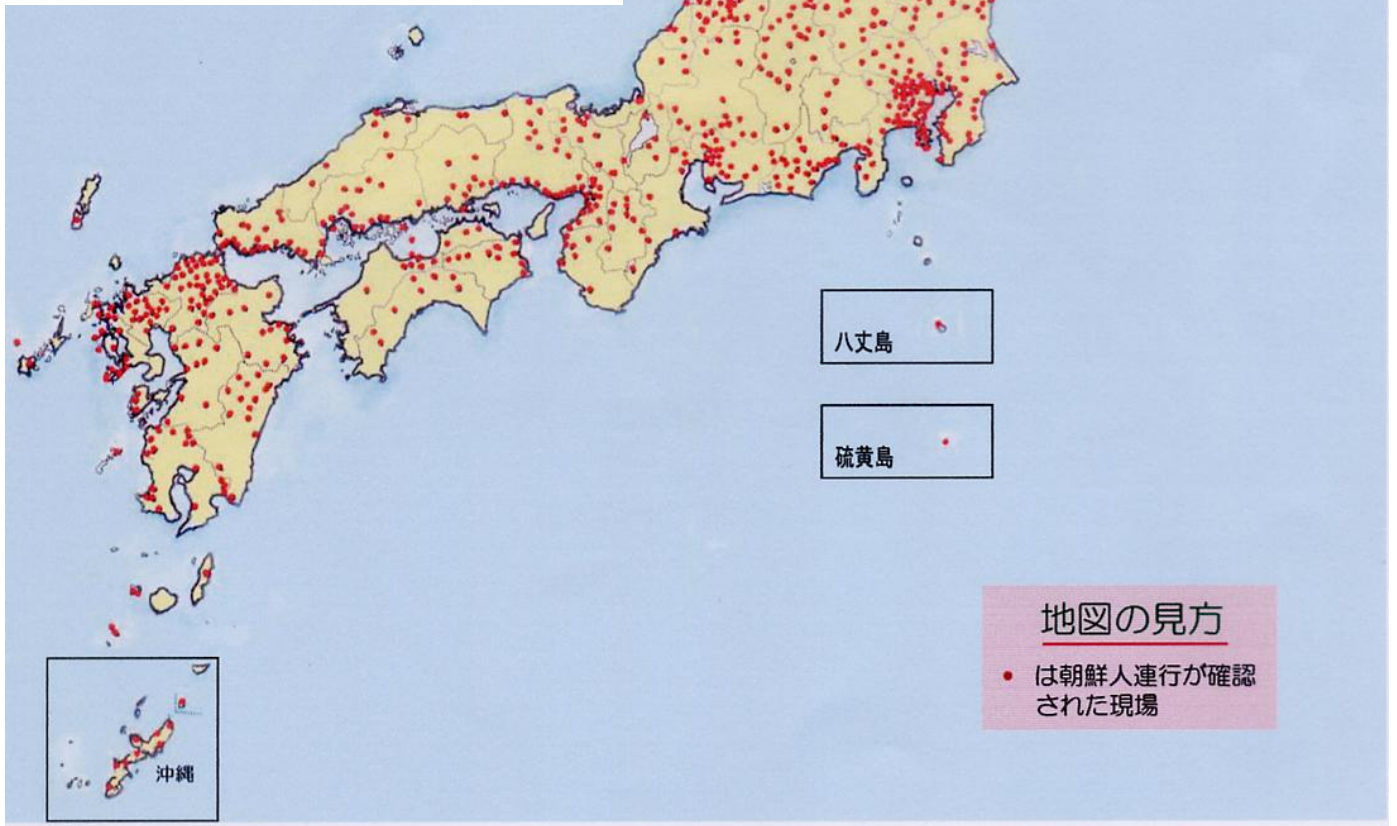 八丈島
硫黄島
地図の見方
● は朝鮮人連行が確認
された現場
沖縄